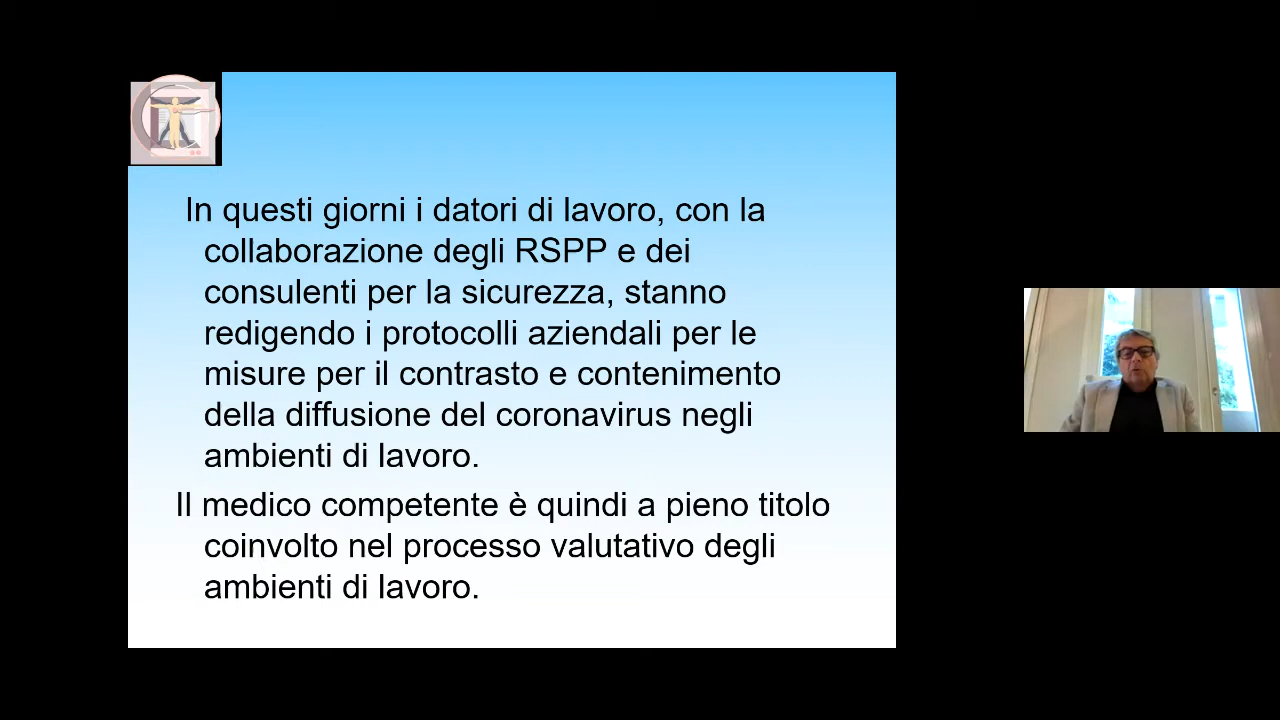 In questi giorni i datori di lavoro, con la
collaborazione degli RSPP e dei
consulenti per la sicurezza, stanno
redigendo i protocolli aziendali per le
misure per il contrasto e contenimento
della diffusione del coronavirus negli
ambienti di lavoro.
Il medico competente è quindi a pieno titolo
coinvolto nel processo valutativo degli
ambienti di lavoro.